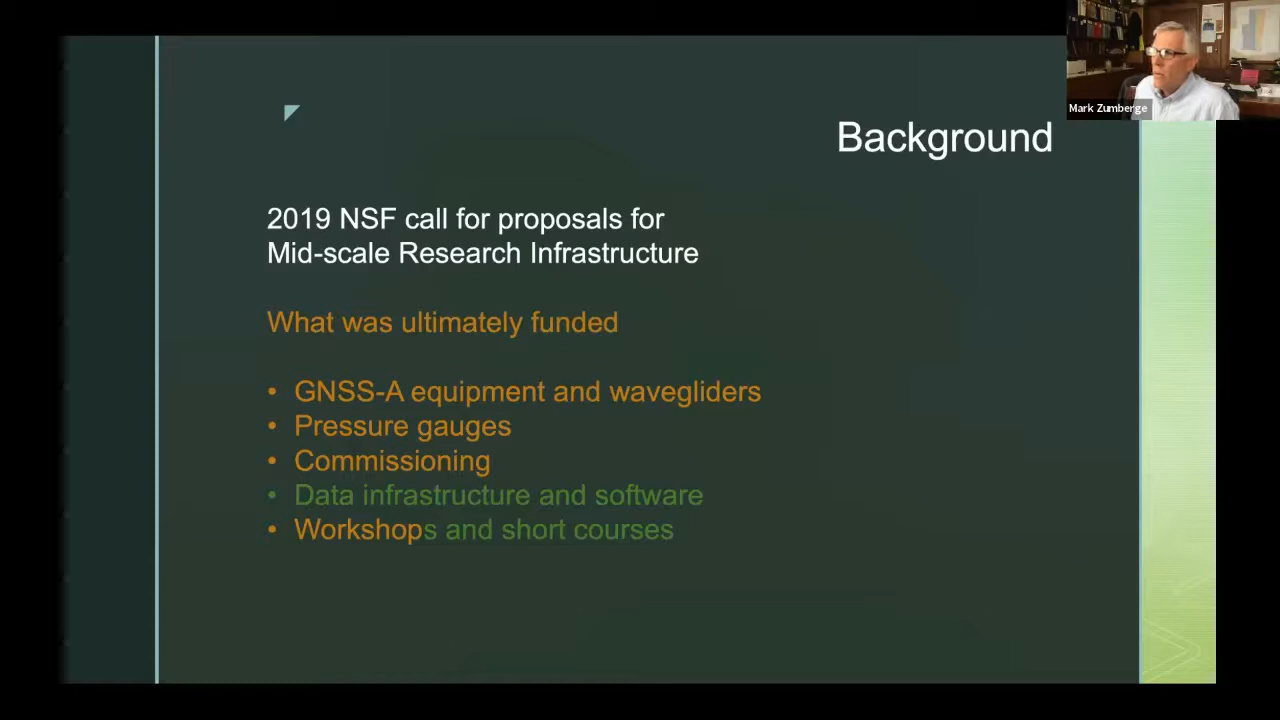 Mark Zumberge
Background
2019 NSF call for proposals for
Mid-scale Research Infrastructure
What was ultimately funded
• GNSS-A equipment and wavegliders
• Pressure gauges
• Commissioning
• Data infrastructure and software
• Workshops and short courses